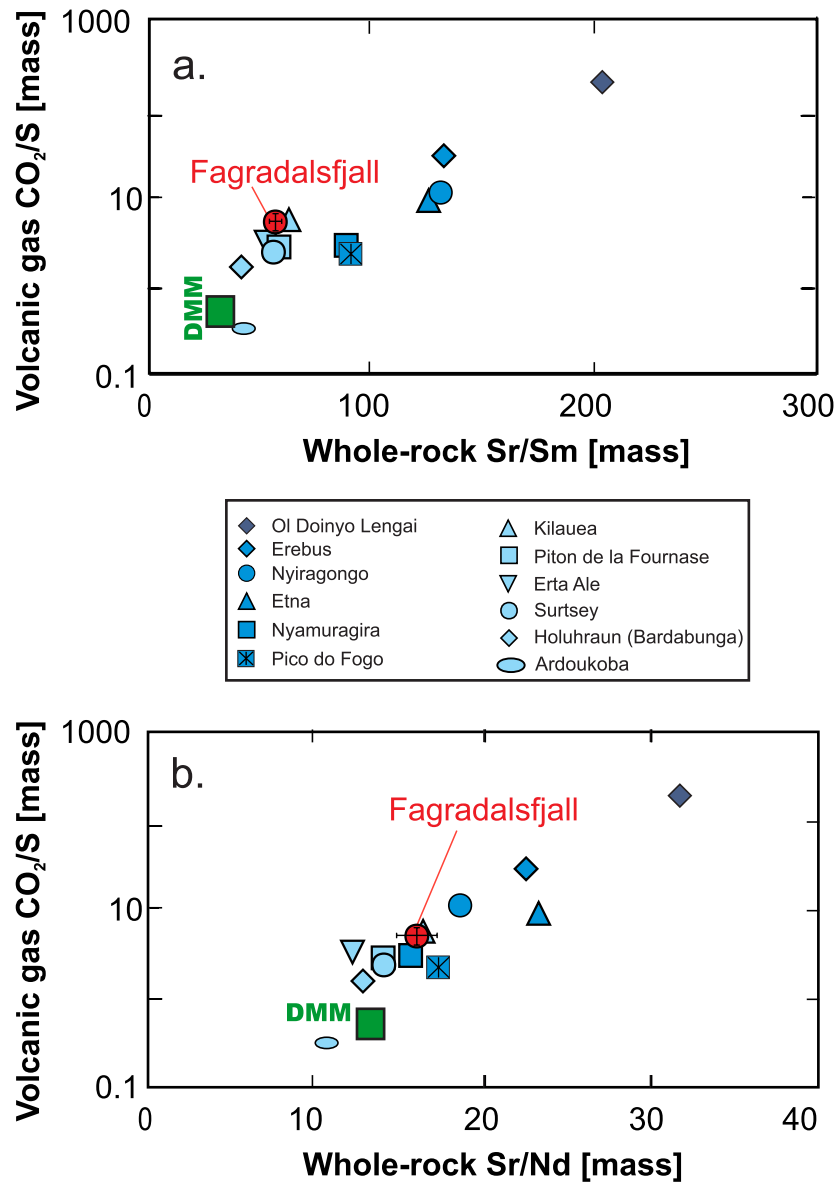 a.
Volcanic gas CO₂/S [mass]
1000
10
0.1
Fagradalsfjall
DMM
0 100 200 300
Whole-rock Sr/Sm [mass]
Ol Doinyo Lengai
Erebus
Nyiragongo
Etna
Nyamuragira
Pico do Fogo
Kilauea
Piton de la Fournase
Erta Ale
Surtsey
Holuhraun (Bardabunga)
Ardoukoba
b.
Volcanic gas CO₂/S [mass]
1000
10
0.1
Fagradalsfjall
DMM
0 10 20 30 40
Whole-rock Sr/Nd [mass]